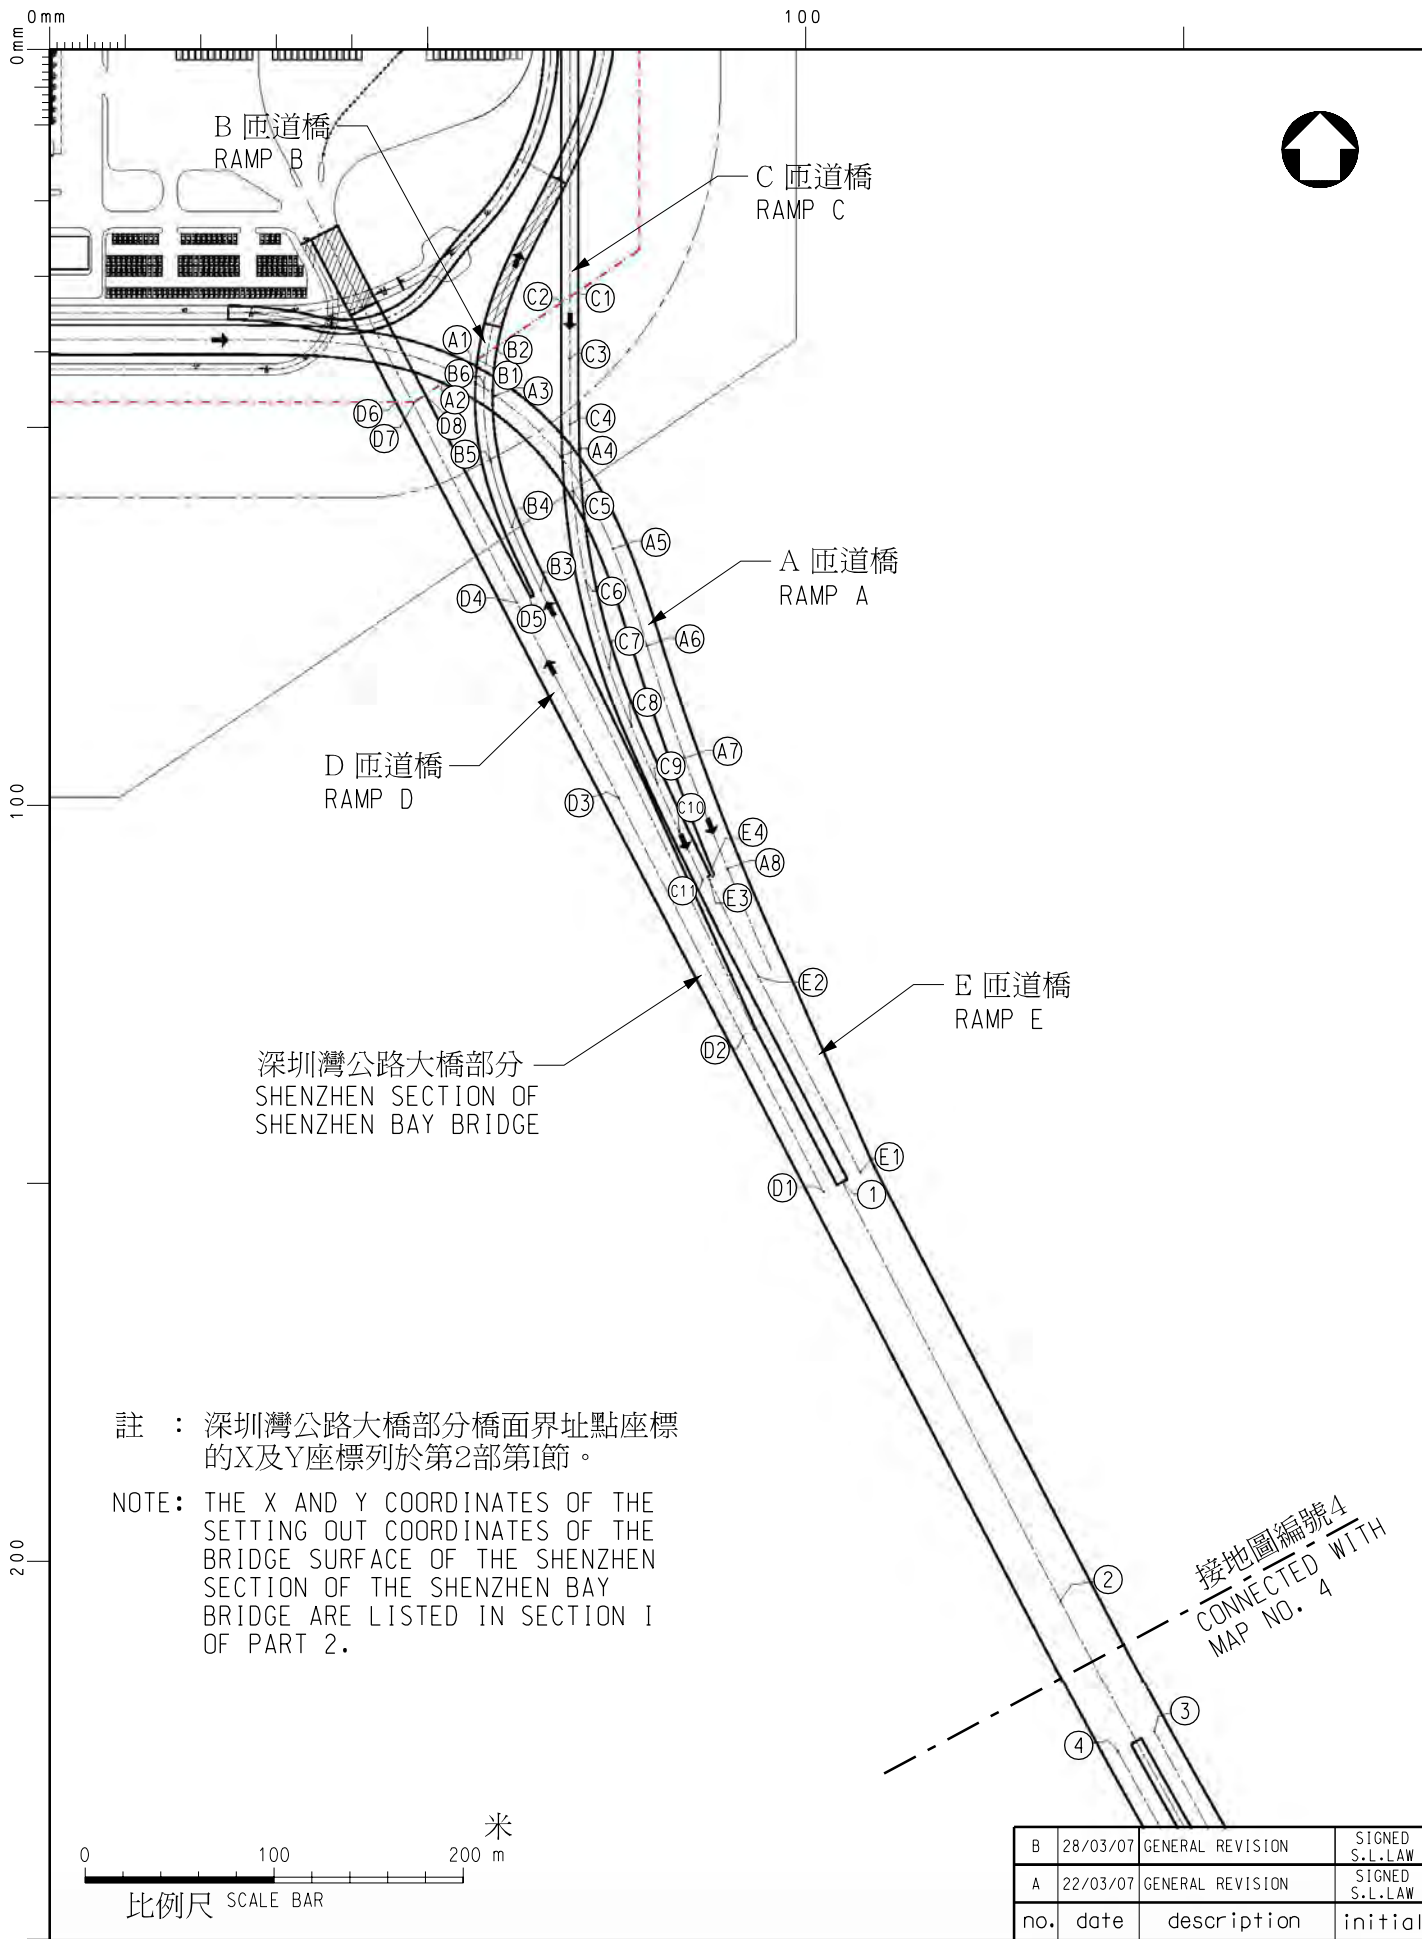 0mm
100
0mm
B 匝道橋
RAMP B
C 匝道橋
RAMP C
C2
C1
A1
B2
C3
B6
B1
A3
A2
D6
D8
C4
D7
B5
A4
B4
C5
A5
B3
A 匝道橋
RAMP A
D4
C6
D5
C7
A6
C8
D 匝道橋
RAMP D
A7
C9
100
D3
C10
E4
A8
C11
E3
E2
E 匝道橋
RAMP E
D2
深圳灣公路大橋部分
SHENZHEN SECTION OF
SHENZHEN BAY BRIDGE
E1
D1
1
註 : 深圳灣公路大橋部分橋面界址點座標
的X及Y座標列於第2部第I節。
NOTE: THE X AND Y COORDINATES OF THE
SETTING OUT COORDINATES OF THE
BRIDGE SURFACE OF THE SHENZHEN
SECTION OF THE SHENZHEN BAY
BRIDGE ARE LISTED IN SECTION I
OF PART 2.
200
2
接地圖編號4
CONNECTED WITH
MAP NO. 4
3
4
米
0 100 200 m
比例尺 SCALE BAR
B 28/03/07 GENERAL REVISION SIGNED S.L.LAW
A 22/03/07 GENERAL REVISION SIGNED S.L.LAW
no. date description initial